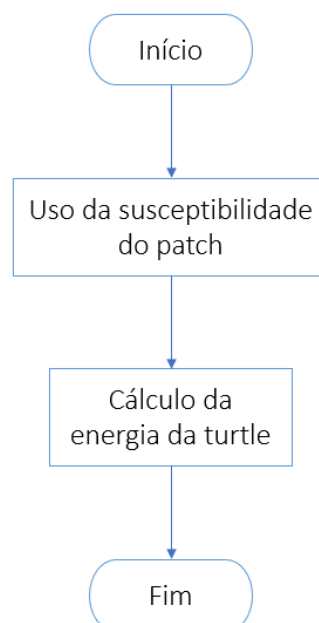 Início
Uso da susceptibilidade
do patch
Cálculo da
energia da turtle
Fim